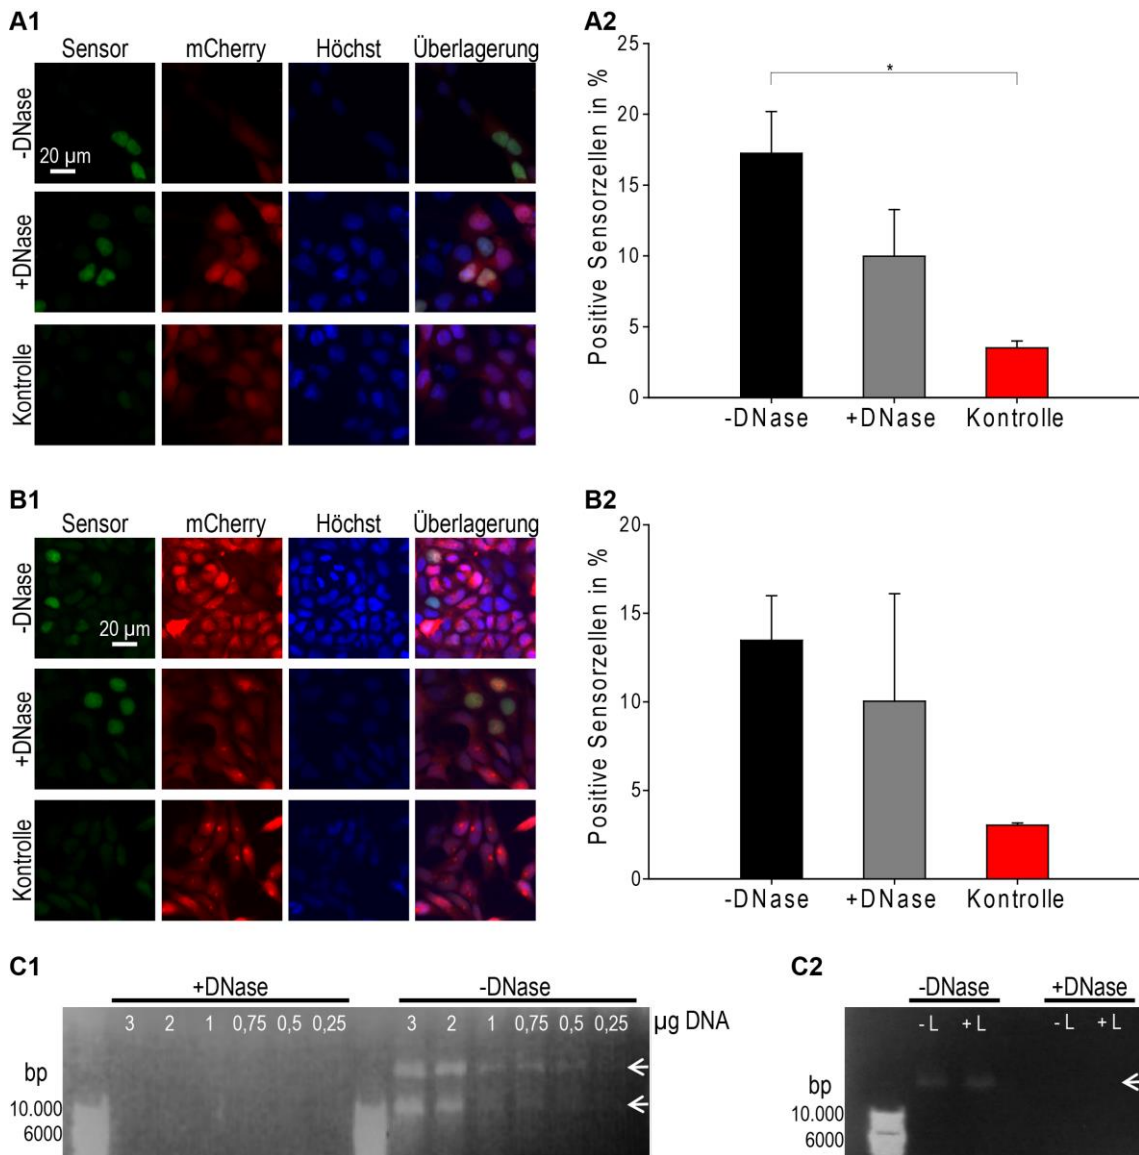 A1
Sensor mCherry Höchst Überlagerung
-DNase
20 µm
+DNase
Kontrolle
A2
Positive Sensorzellen in %
25
20
15
10
5
0
*
-DNase +DNase Kontrolle
B1
Sensor mCherry Höchst Überlagerung
-DNase
20 µm
+DNase
Kontrolle
B2
Positive Sensorzellen in %
20
15
10
5
0
-DNase +DNase Kontrolle
C1
+DNase -DNase
3 2 1 0,75 0,5 0,25 3 2 1 0,75 0,5 0,25 µg DNA
bp
10.000
6000
C2
-DNase +DNase
- L + L - L + L
bp
10.000
6000